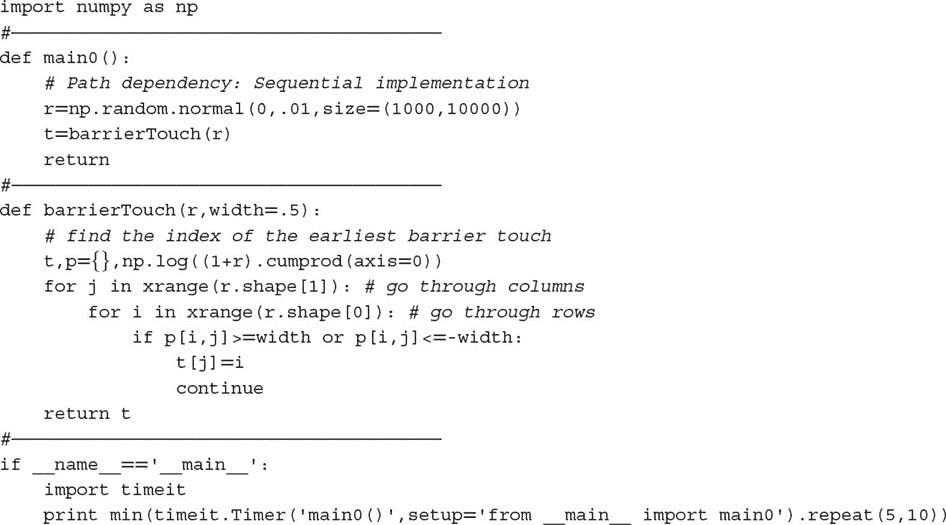 import numpy as np
#———————————————————————————————————————
def main0():
    # Path dependency: Sequential implementation
    r=np.random.normal(0,.01,size=(1000,10000))
    t=barrierTouch(r)
    return
#———————————————————————————————————————
def barrierTouch(r,width=.5):
    # find the index of the earliest barrier touch
    t,p={},np.log((1+r).cumprod(axis=0))
    for j in xrange(r.shape[1]): # go through columns
        for i in xrange(r.shape[0]): # go through rows
            if p[i,j]>=width or p[i,j]<=-width:
                t[j]=i
                continue
    return t
#———————————————————————————————————————
if __name__=='__main__':
    import timeit
    print min(timeit.Timer('main0()',setup='from __main__ import main0').repeat(5,10))